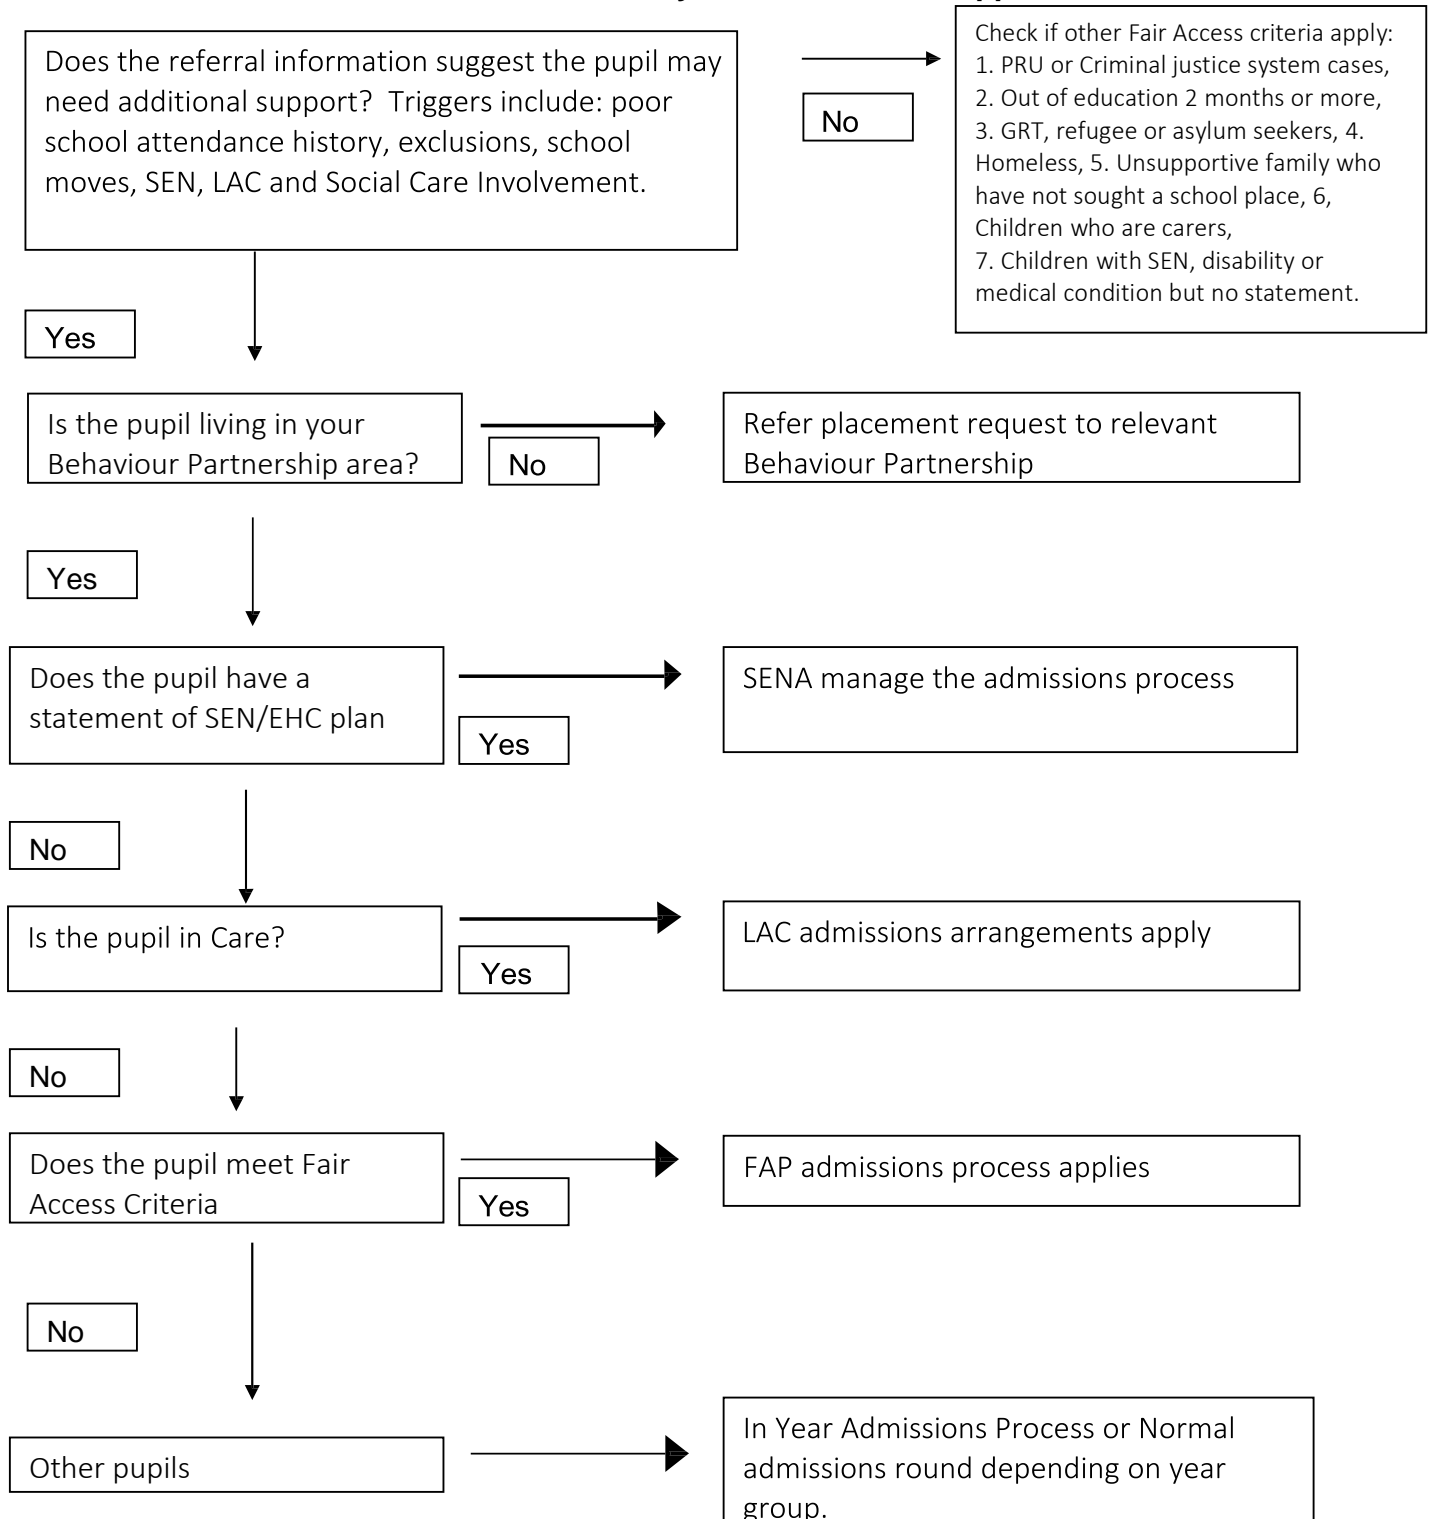 Does the referral information suggest the pupil may
need additional support?  Triggers include: poor
school attendance history, exclusions, school
moves, SEN, LAC and Social Care Involvement.
No
Check if other Fair Access criteria apply:
1. PRU or Criminal justice system cases,
2. Out of education 2 months or more,
3. GRT, refugee or asylum seekers, 4.
Homeless, 5. Unsupportive family who
have not sought a school place, 6,
Children who are carers,
7. Children with SEN, disability or
medical condition but no statement.
Yes
Is the pupil living in your
Behaviour Partnership area?
No
Refer placement request to relevant
Behaviour Partnership
Yes
Does the pupil have a
statement of SEN/EHC plan
Yes
SENA manage the admissions process
No
Is the pupil in Care?
Yes
LAC admissions arrangements apply
No
Does the pupil meet Fair
Access Criteria
Yes
FAP admissions process applies
No
Other pupils
In Year Admissions Process or Normal
admissions round depending on year
group.